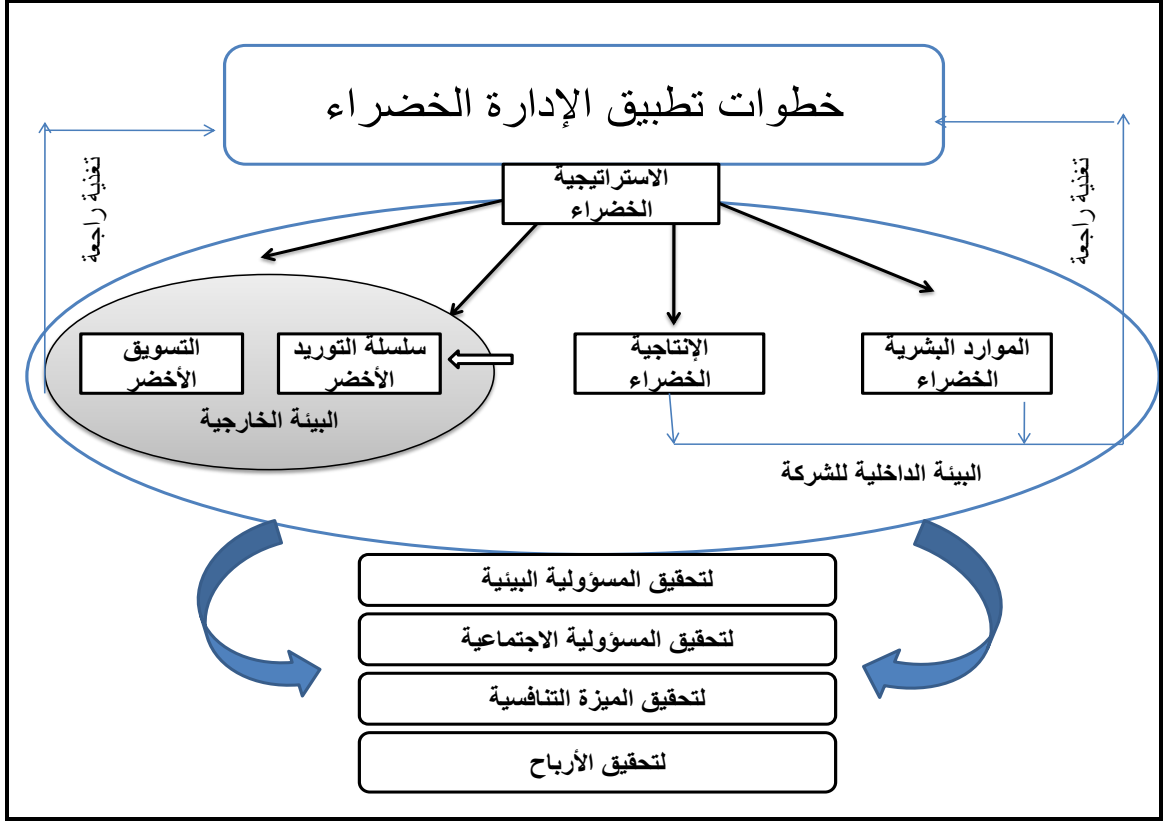 خطوات تطبيق الإدارة الخضراء
الاستراتيجية
الخضراء
تغذية راجعة
تغذية راجعة
الموارد البشرية
الخضراء
الإنتاجية
الخضراء
سلسلة التوريد
الأخضر
التسويق
الأخضر
البيئة الخارجية
البيئة الداخلية للشركة
لتحقيق المسؤولية البيئية
لتحقيق المسؤولية الاجتماعية
لتحقيق الميزة التنافسية
لتحقيق الأرباح